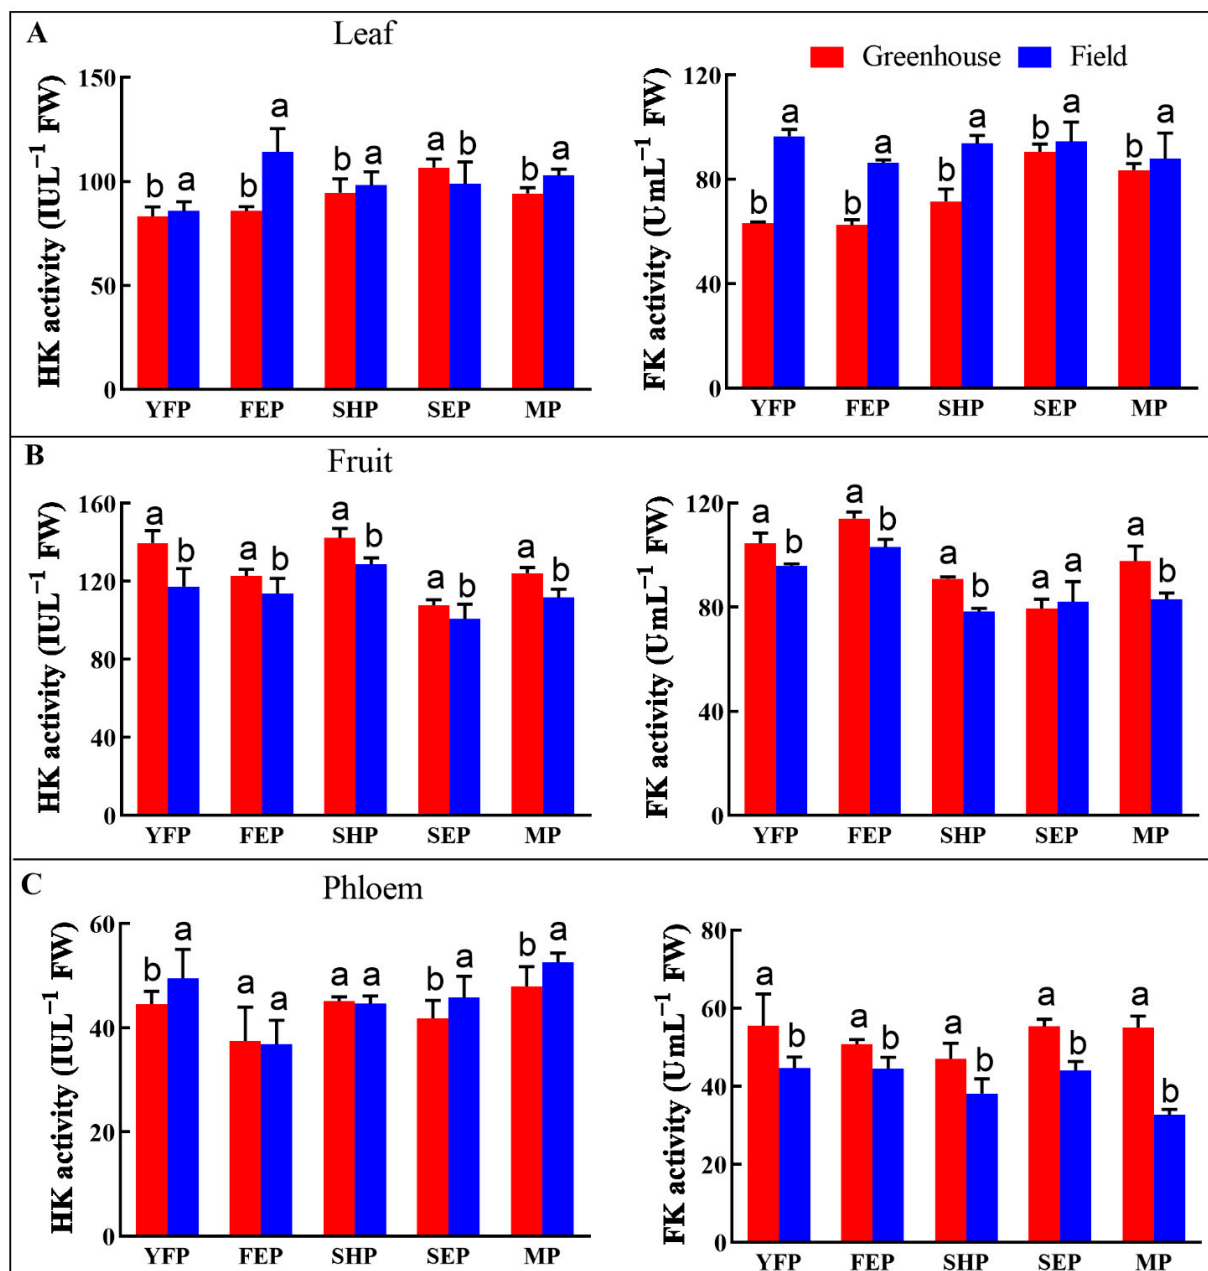 A
Leaf
Greenhouse Field
HK activity (IUL⁻¹ FW)
150
100
50
0
b a b a b a a b b a
YFP FEP SHP SEP MP
FK activity (UmL⁻¹ FW)
120
80
40
0
b a b a b a b a b a
YFP FEP SHP SEP MP
B
Fruit
HK activity (IUL⁻¹ FW)
160
120
80
40
0
a b a b a b a b a b
YFP FEP SHP SEP MP
FK activity (UmL⁻¹ FW)
120
80
40
0
a b a b a b a a a b
YFP FEP SHP SEP MP
C
Phloem
HK activity (IUL⁻¹ FW)
60
40
20
0
b a a a a a b a b a
YFP FEP SHP SEP MP
FK activity (UmL⁻¹ FW)
80
60
40
20
0
a b a b a b a b a b
YFP FEP SHP SEP MP